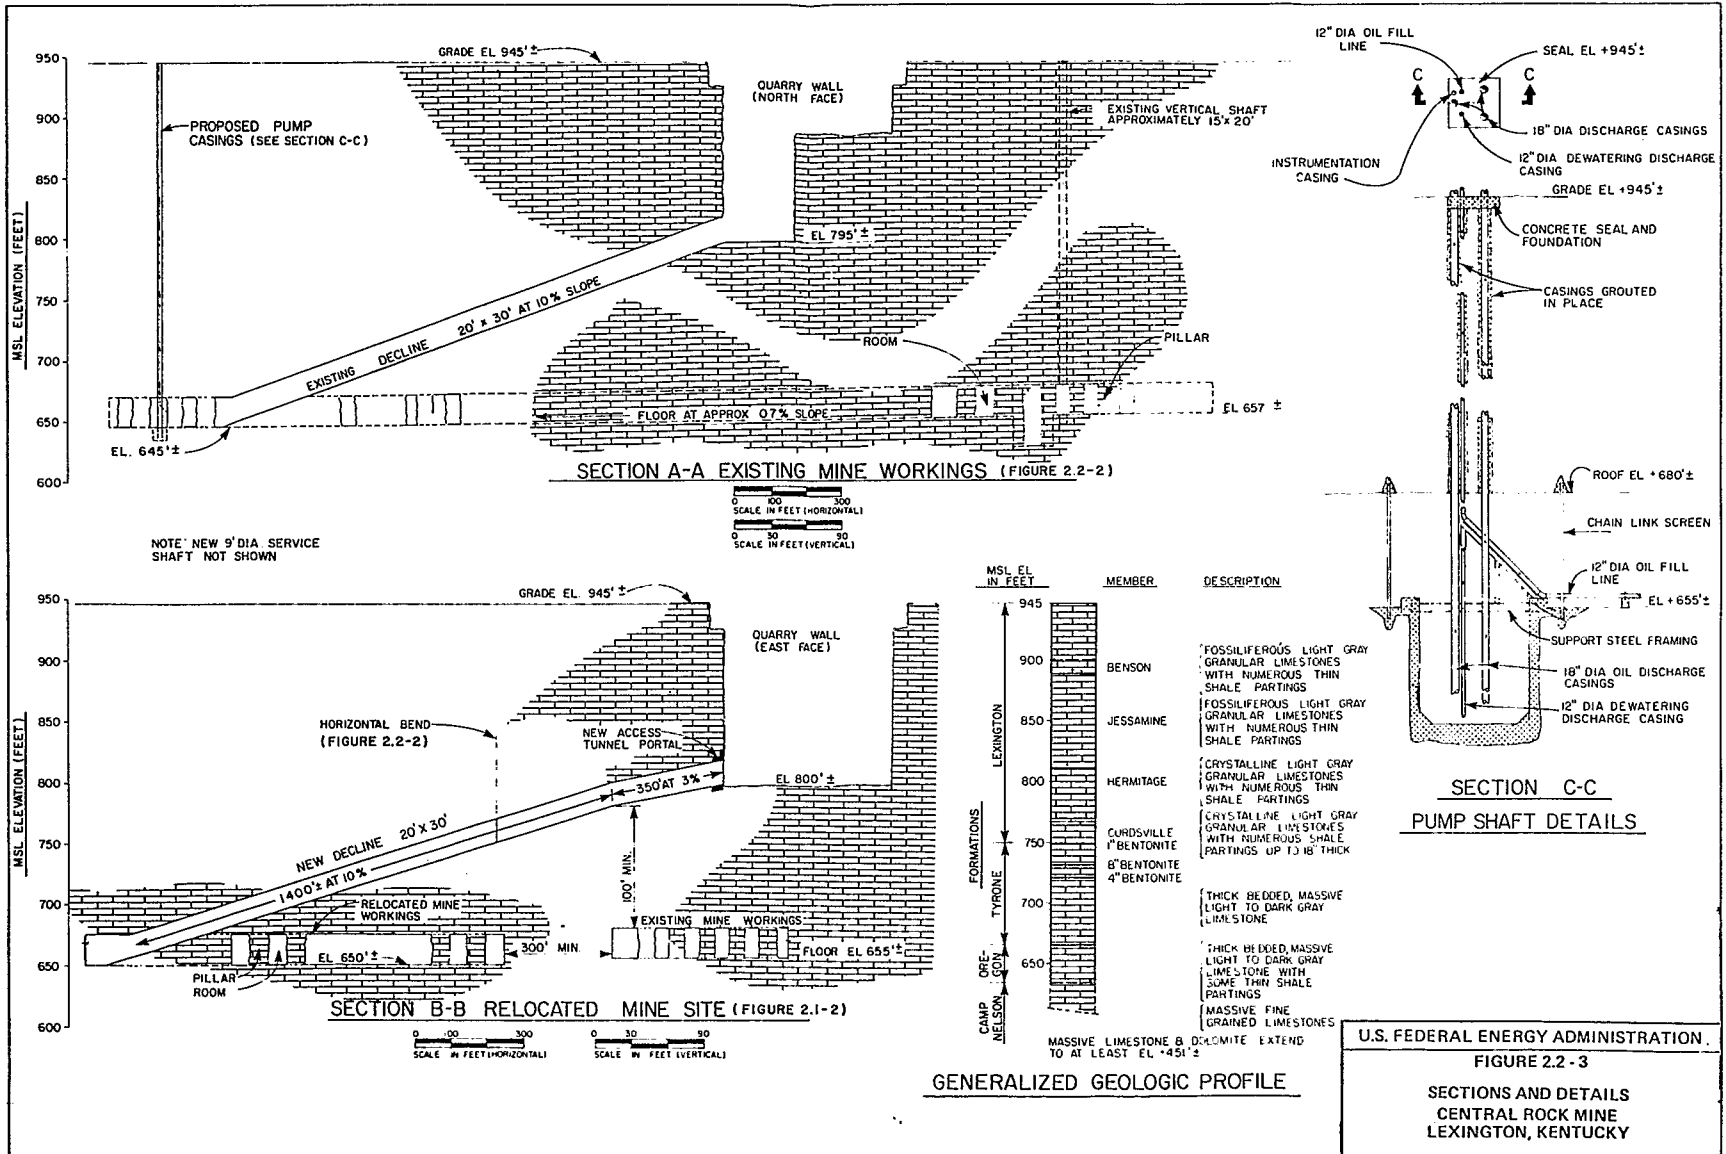 GRADE EL 945'±
950
900
850
800
750
700
650
600
MSL ELEVATION (FEET)
PROPOSED PUMP
CASINGS (SEE SECTION C-C)
QUARRY WALL
(NORTH FACE)
EXISTING VERTICAL SHAFT
APPROXIMATELY 15'X 20'
EL 795'±
EXISTING DECLINE 20' x 30' AT 10% SLOPE
ROOM
PILLAR
FLOOR AT APPROX 0.7% SLOPE
EL 657 ±
EL. 645'±
SECTION A-A EXISTING MINE WORKINGS (FIGURE 2.2-2)
0 100 300
SCALE IN FEET (HORIZONTAL)
0 30 90
SCALE IN FEET (VERTICAL)
NOTE: NEW 9' DIA. SERVICE
SHAFT NOT SHOWN
GRADE EL. 945'±
950
900
850
800
750
700
650
600
MSL ELEVATION (FEET)
QUARRY WALL
(EAST FACE)
HORIZONTAL BEND
(FIGURE 2.2-2)
NEW ACCESS
TUNNEL PORTAL
350' AT 3%
EL 800'±
NEW DECLINE 20'X30'
1400'± AT 10%
100' MIN.
RELOCATED MINE
WORKINGS
EXISTING MINE WORKINGS
300' MIN.
FLOOR EL 655'±
EL 650'±
PILLAR
ROOM
SECTION B-B RELOCATED MINE SITE (FIGURE 2.1-2)
0 100 300
SCALE IN FEET (HORIZONTAL)
0 30 90
SCALE IN FEET (VERTICAL)
MSL EL
IN FEET
MEMBER
DESCRIPTION
945
900
850
800
750
700
650
FORMATIONS
LEXINGTON
TYRONE
ORE-
GON
CAMP
NELSON
BENSON
FOSSILIFEROUS LIGHT GRAY
GRANULAR LIMESTONES
WITH NUMEROUS THIN
SHALE PARTINGS
JESSAMINE
FOSSILIFEROUS LIGHT GRAY
GRANULAR LIMESTONES
WITH NUMEROUS THIN
SHALE PARTINGS
HERMITAGE
CRYSTALLINE LIGHT GRAY
GRANULAR LIMESTONES
WITH NUMEROUS THIN
SHALE PARTINGS
CURDSVILLE
1" BENTONITE
CRYSTALLINE LIGHT GRAY
GRANULAR LIMESTONES
WITH NUMEROUS SHALE
PARTINGS UP TO 18" THICK
8" BENTONITE
4" BENTONITE
THICK BEDDED, MASSIVE
LIGHT TO DARK GRAY
LIMESTONE
THICK BEDDED, MASSIVE
LIGHT TO DARK GRAY
LIMESTONE WITH
SOME THIN SHALE
PARTINGS
MASSIVE FINE
GRAINED LIMESTONES
MASSIVE LIMESTONE & DOLOMITE EXTEND
TO AT LEAST EL +451'±
GENERALIZED GEOLOGIC PROFILE
12" DIA OIL FILL
LINE
SEAL EL +945'±
C
C
18" DIA DISCHARGE CASINGS
12" DIA DEWATERING DISCHARGE
CASING
INSTRUMENTATION
CASING
GRADE EL +945'±
CONCRETE SEAL AND
FOUNDATION
CASINGS GROUTED
IN PLACE
ROOF EL +680'±
CHAIN LINK SCREEN
12" DIA OIL FILL
LINE
EL +655'±
SUPPORT STEEL FRAMING
18" DIA OIL DISCHARGE
CASINGS
12" DIA DEWATERING
DISCHARGE CASING
SECTION C-C
PUMP SHAFT DETAILS
U.S. FEDERAL ENERGY ADMINISTRATION.
FIGURE 2.2-3
SECTIONS AND DETAILS
CENTRAL ROCK MINE
LEXINGTON, KENTUCKY